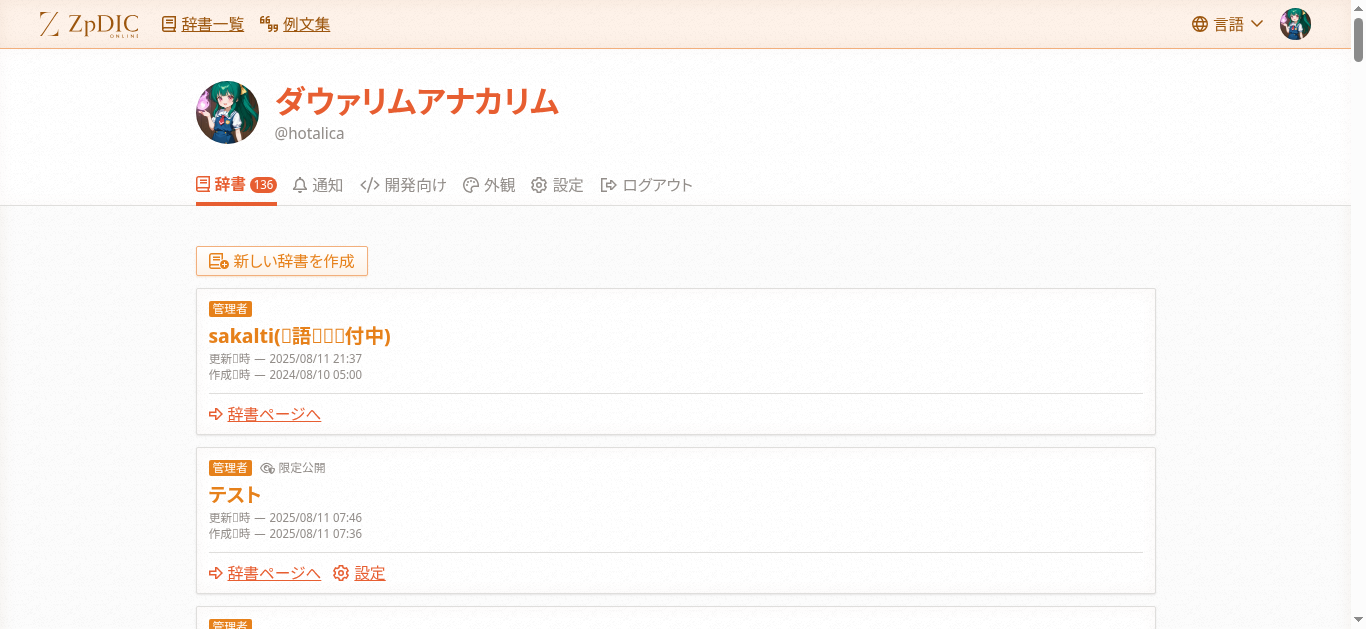 ZpDIC ONLINE 辞書一覧 例文集 言語
ダウァリムアナカリム
@hotalica
辞書 136 通知 開発向け 外観 設定 ログアウト
新しい辞書を作成
管理者
sakalti(▯語▯▯▯付中)
更新▯時 — 2025/08/11 21:37
作成▯時 — 2024/08/10 05:00
辞書ページへ
管理者 限定公開
テスト
更新▯時 — 2025/08/11 07:46
作成▯時 — 2025/08/11 07:36
辞書ページへ 設定
管理者